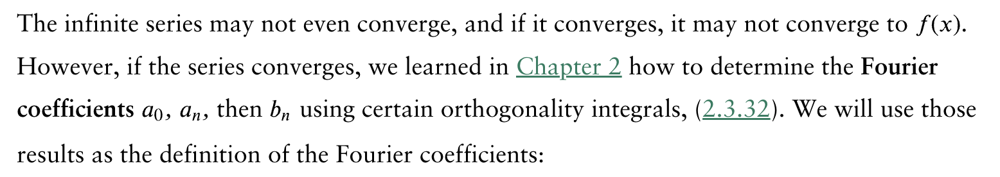 The infinite series may not even converge, and if it converges, it may not converge to f(x).
However, if the series converges, we learned in Chapter 2 how to determine the Fourier
coefficients a₀, aₙ, then bₙ using certain orthogonality integrals, (2.3.32). We will use those
results as the definition of the Fourier coefficients: